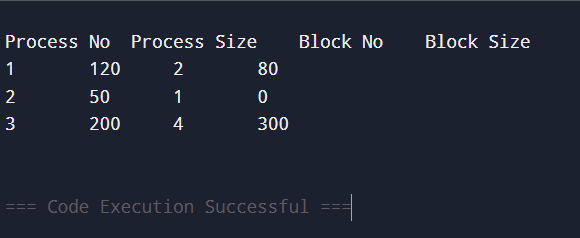 Process No  Process Size    Block No    Block Size
1       120     2       80
2       50      1       0
3       200     4       300
=== Code Execution Successful ===